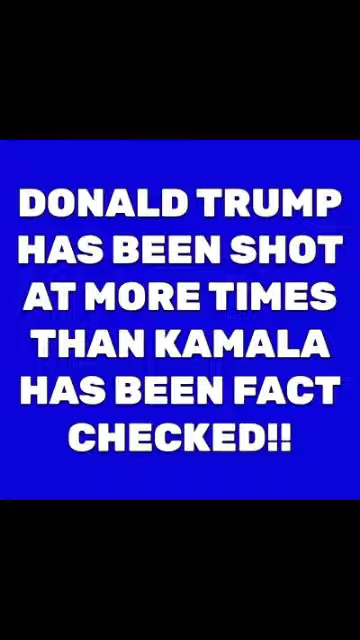 DONALD TRUMP
HAS BEEN SHOT
AT MORE TIMES
THAN KAMALA
HAS BEEN FACT
CHECKED!!